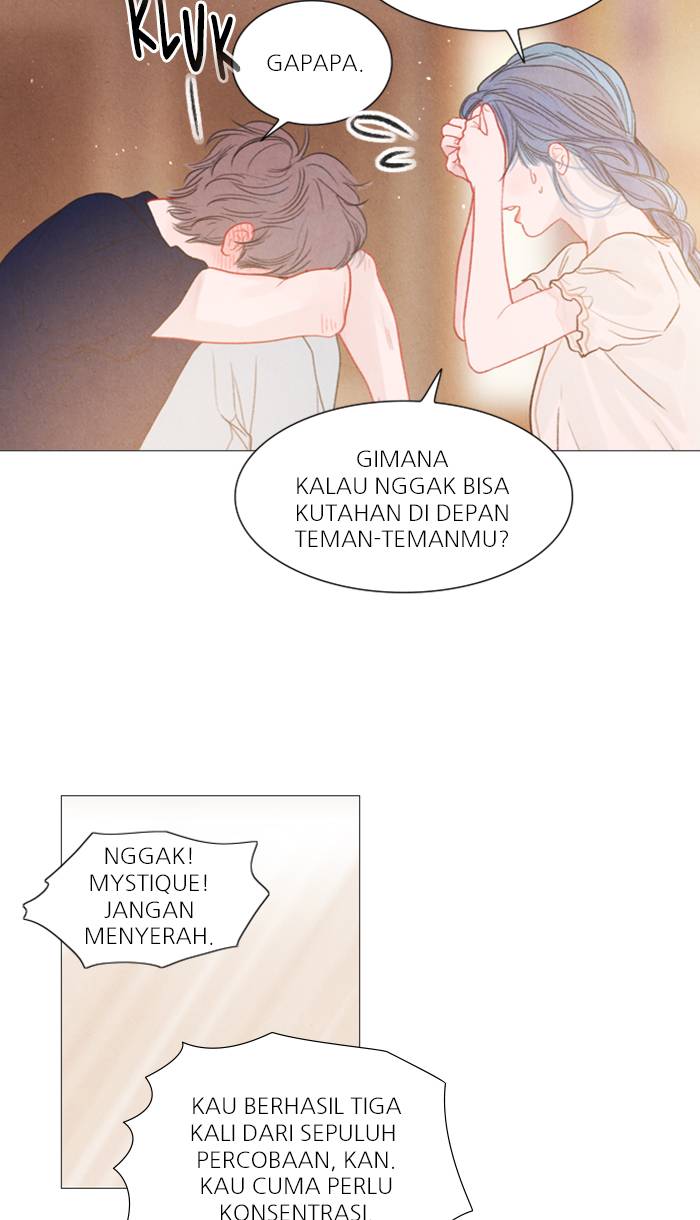 KLUK
GAPAPA.
GIMANA
KALAU NGGAK BISA
KUTAHAN DI DEPAN
TEMAN-TEMANMU?
NGGAK!
MYSTIQUE!
JANGAN
MENYERAH.
KAU BERHASIL TIGA
KALI DARI SEPULUH
PERCOBAAN, KAN.
KAU CUMA PERLU
KONSENTRASI.